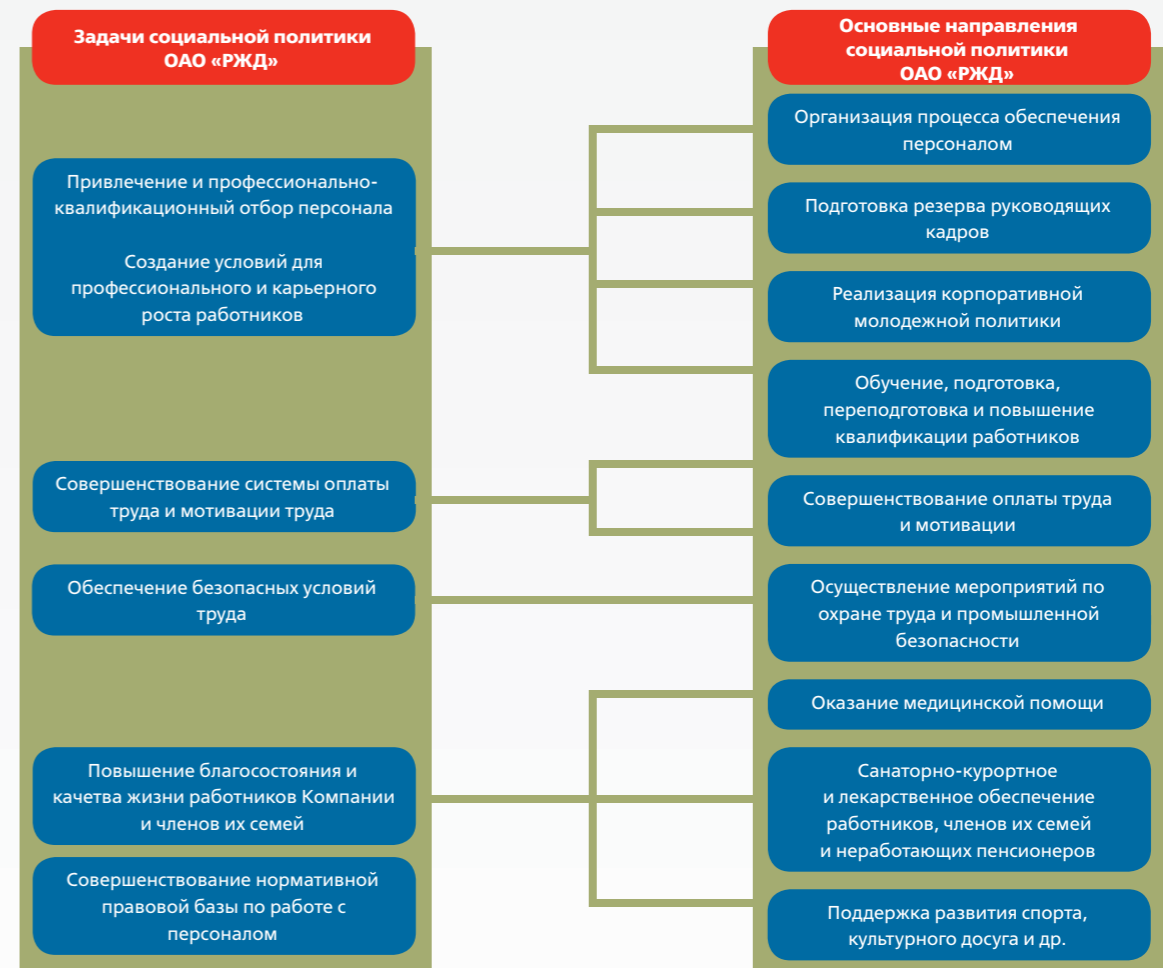 Задачи социальной политики
ОАО «РЖД»
Привлечение и профессионально-
квалификационный отбор персонала
Создание условий для
профессионального и карьерного
роста работников
Совершенствование системы оплаты
труда и мотивации труда
Обеспечение безопасных условий
труда
Повышение благосостояния и
качетва жизни работников Компании
и членов их семей
Совершенствование нормативной
правовой базы по работе с
персоналом
Основные направления
социальной политики
ОАО «РЖД»
Организация процесса обеспечения
персоналом
Подготовка резерва руководящих
кадров
Реализация корпоративной
молодежной политики
Обучение, подготовка,
переподготовка и повышение
квалификации работников
Совершенствование оплаты труда
и мотивации
Осуществление мероприятий по
охране труда и промышленной
безопасности
Оказание медицинской помощи
Санаторно-курортное
и лекарственное обеспечение
работников, членов их семей
и неработающих пенсионеров
Поддержка развития спорта,
культурного досуга и др.